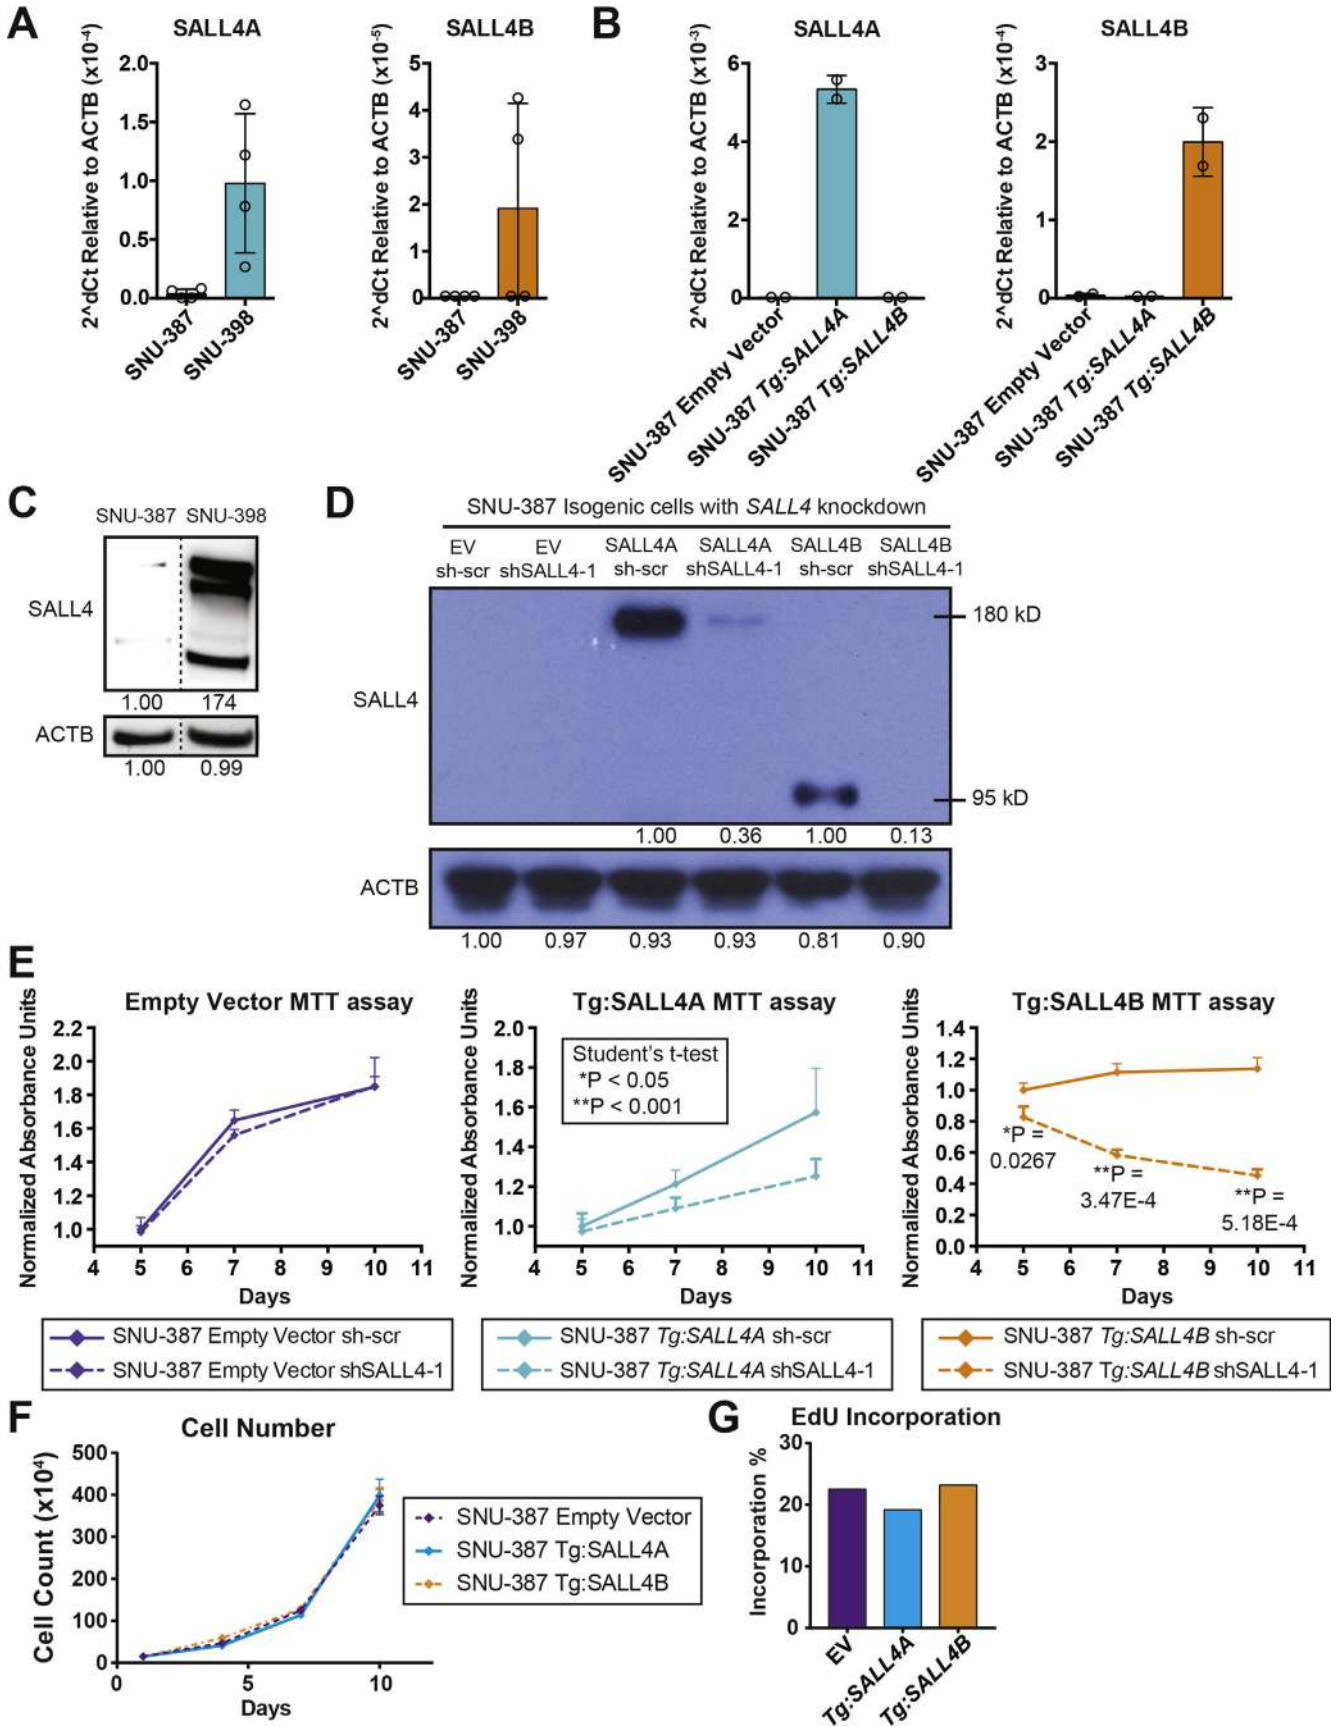 A
SALL4A
2^dCt Relative to ACTB (x10-4)
2.0
1.5
1.0
0.5
0.0
SNU-387
SNU-398
SALL4B
2^dCt Relative to ACTB (x10-5)
5
4
3
2
1
0
SNU-387
SNU-398
B
SALL4A
2^dCt Relative to ACTB (x10-3)
6
4
2
0
SNU-387 Empty Vector
SNU-387 Tg:SALL4A
SNU-387 Tg:SALL4B
SALL4B
2^dCt Relative to ACTB (x10-4)
3
2
1
0
SNU-387 Empty Vector
SNU-387 Tg:SALL4A
SNU-387 Tg:SALL4B
C
SNU-387 SNU-398
SALL4
1.00 174
ACTB
1.00 0.99
D
SNU-387 Isogenic cells with SALL4 knockdown
EV EV SALL4A SALL4A SALL4B SALL4B
sh-scr shSALL4-1 sh-scr shSALL4-1 sh-scr shSALL4-1
180 kD
SALL4
95 kD
1.00 0.36 1.00 0.13
ACTB
1.00 0.97 0.93 0.93 0.81 0.90
E
Empty Vector MTT assay
Normalized Absorbance Units
2.2
2.0
1.8
1.6
1.4
1.2
1.0
4 5 6 7 8 9 10 11
Days
SNU-387 Empty Vector sh-scr
SNU-387 Empty Vector shSALL4-1
Tg:SALL4A MTT assay
Normalized Absorbance Units
2.0
1.8
1.6
1.4
1.2
1.0
Student's t-test
*P < 0.05
**P < 0.001
4 5 6 7 8 9 10 11
Days
SNU-387 Tg:SALL4A sh-scr
SNU-387 Tg:SALL4A shSALL4-1
Tg:SALL4B MTT assay
Normalized Absorbance Units
1.4
1.2
1.0
0.8
0.6
0.4
0.2
0.0
*P =
0.0267
**P =
3.47E-4
**P =
5.18E-4
4 5 6 7 8 9 10 11
Days
SNU-387 Tg:SALL4B sh-scr
SNU-387 Tg:SALL4B shSALL4-1
F
Cell Number
Cell Count (x10⁴)
500
400
300
200
100
0
0 5 10
Days
SNU-387 Empty Vector
SNU-387 Tg:SALL4A
SNU-387 Tg:SALL4B
G
EdU Incorporation
Incorporation %
30
20
10
0
EV
Tg:SALL4A
Tg:SALL4B